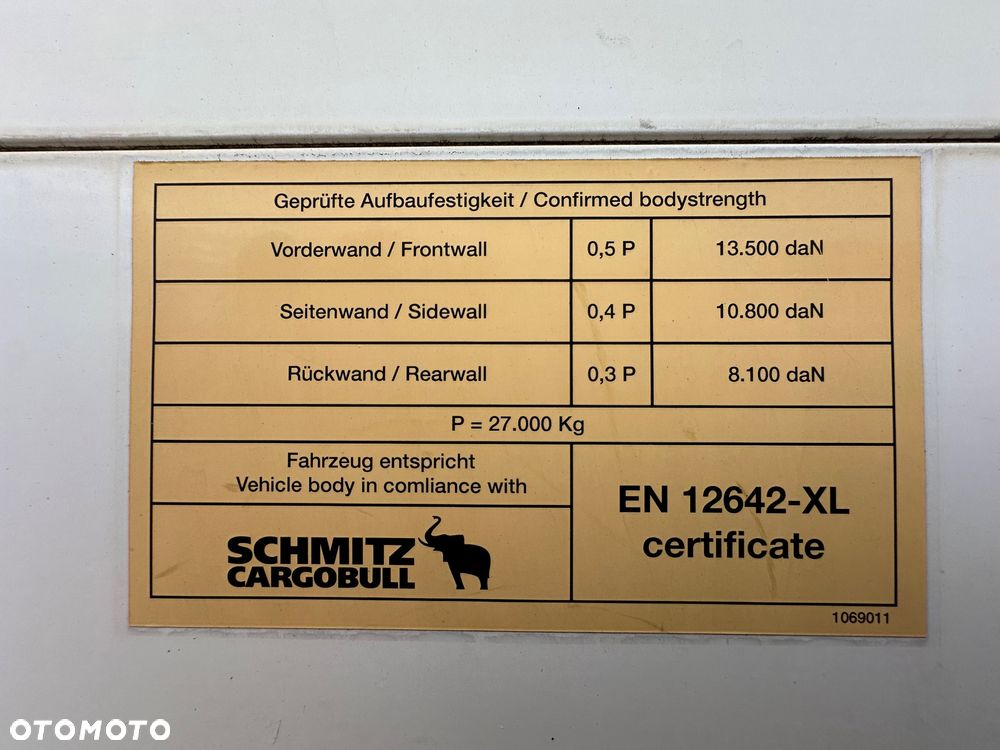 Geprüfte Aufbaufestigkeit / Confirmed bodystrength
Vorderwand / Frontwall 0,5 P 13.500 daN
Seitenwand / Sidewall 0,4 P 10.800 daN
Rückwand / Rearwall 0,3 P 8.100 daN
P = 27.000 Kg
Fahrzeug entspricht
Vehicle body in comliance with
SCHMITZ
CARGOBULL
EN 12642-XL
certificate
1069011
OTOMOTO